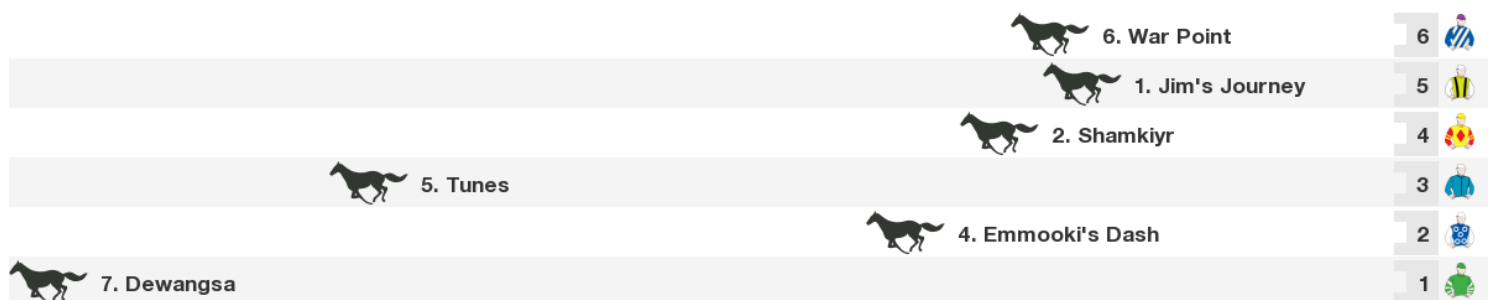 6. War Point 6
1. Jim's Journey 5
2. Shamkiyr 4
5. Tunes 3
4. Emmooki's Dash 2
7. Dewangsa 1